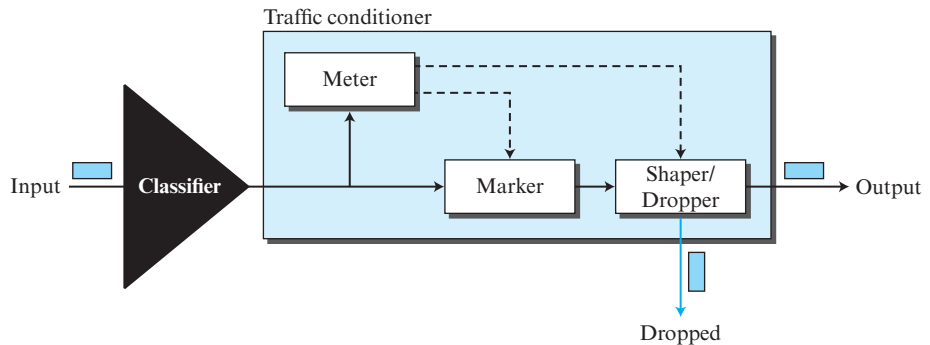 Traffic conditioner
Meter
Input
Classifier
Marker
Shaper/
Dropper
Output
Dropped